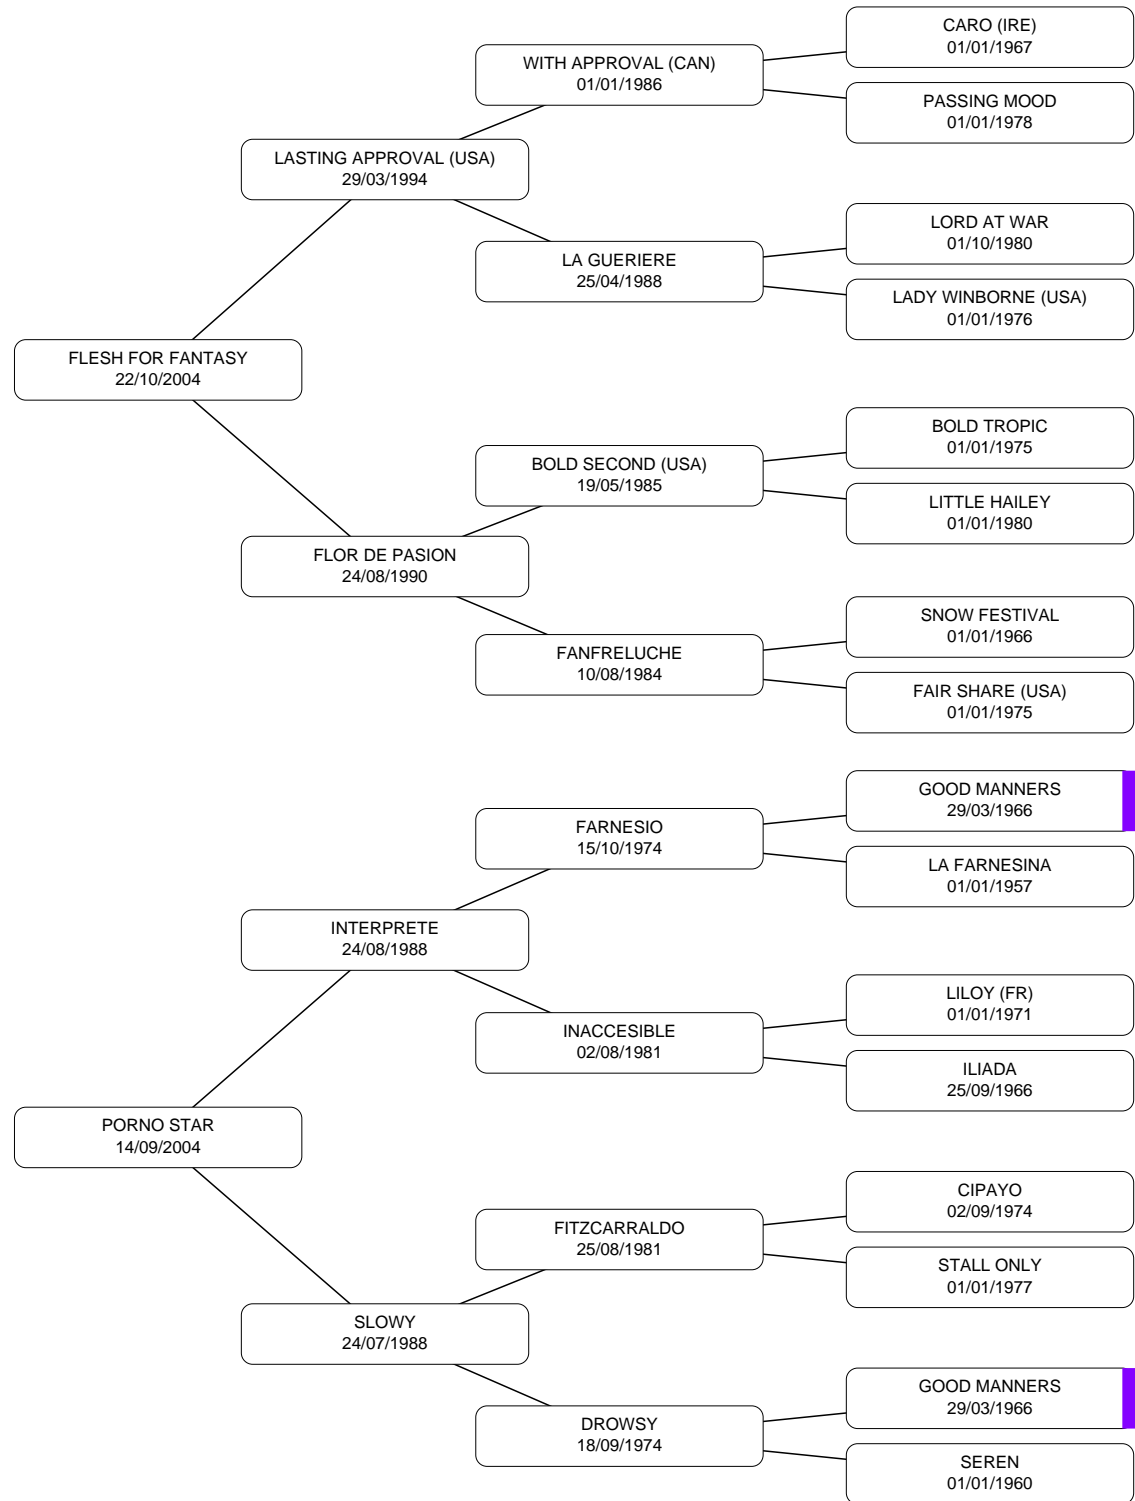 CARO (IRE)
01/01/1967
WITH APPROVAL (CAN)
01/01/1986
PASSING MOOD
01/01/1978
LASTING APPROVAL (USA)
29/03/1994
LORD AT WAR
01/10/1980
LA GUERIERE
25/04/1988
LADY WINBORNE (USA)
01/01/1976
FLESH FOR FANTASY
22/10/2004
BOLD TROPIC
01/01/1975
BOLD SECOND (USA)
19/05/1985
LITTLE HAILEY
01/01/1980
FLOR DE PASION
24/08/1990
SNOW FESTIVAL
01/01/1966
FANFRELUCHE
10/08/1984
FAIR SHARE (USA)
01/01/1975
GOOD MANNERS
29/03/1966
FARNESIO
15/10/1974
LA FARNESINA
01/01/1957
INTERPRETE
24/08/1988
LILOY (FR)
01/01/1971
INACCESIBLE
02/08/1981
ILIADA
25/09/1966
PORNO STAR
14/09/2004
CIPAYO
02/09/1974
FITZCARRALDO
25/08/1981
STALL ONLY
01/01/1977
SLOWY
24/07/1988
GOOD MANNERS
29/03/1966
DROWSY
18/09/1974
SEREN
01/01/1960